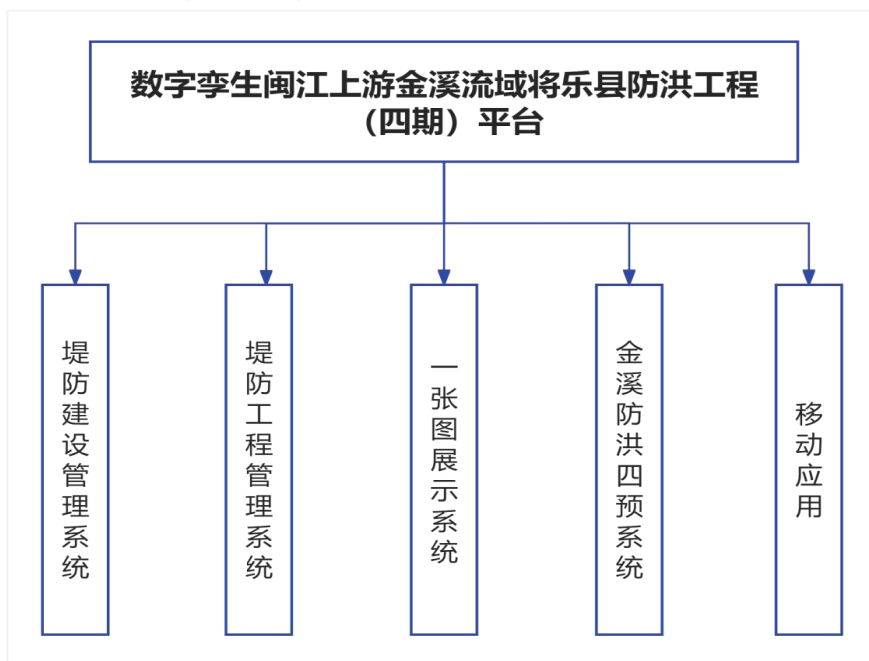 数字孪生闽江上游金溪流域将乐县防洪工程
（四期）平台
堤防建设管理系统
堤防工程管理系统
一张图展示系统
金溪防洪四预系统
移动应用